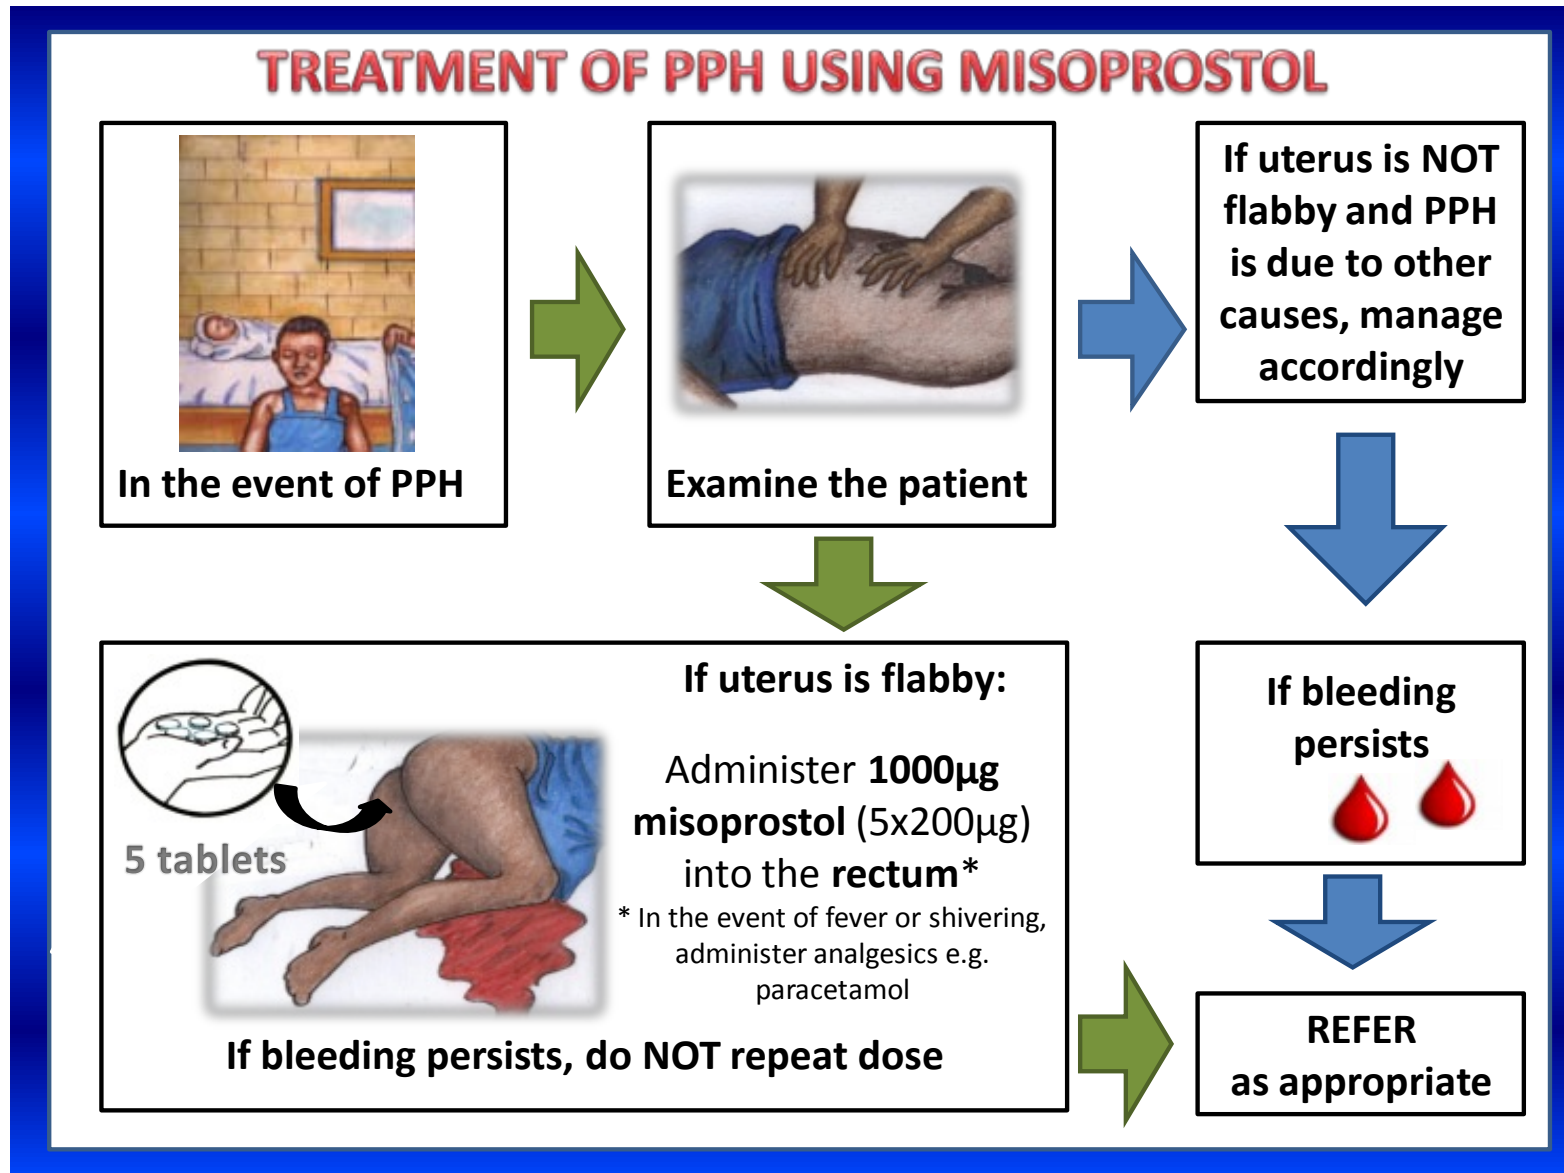 TREATMENT OF PPH USING MISOPROSTOL
In the event of PPH
Examine the patient
If uterus is NOT
flabby and PPH
is due to other
causes, manage
accordingly
5 tablets
If uterus is flabby:
Administer 1000µg
misoprostol (5x200µg)
into the rectum*
* In the event of fever or shivering,
administer analgesics e.g.
paracetamol
If bleeding persists, do NOT repeat dose
If bleeding
persists
REFER
as appropriate